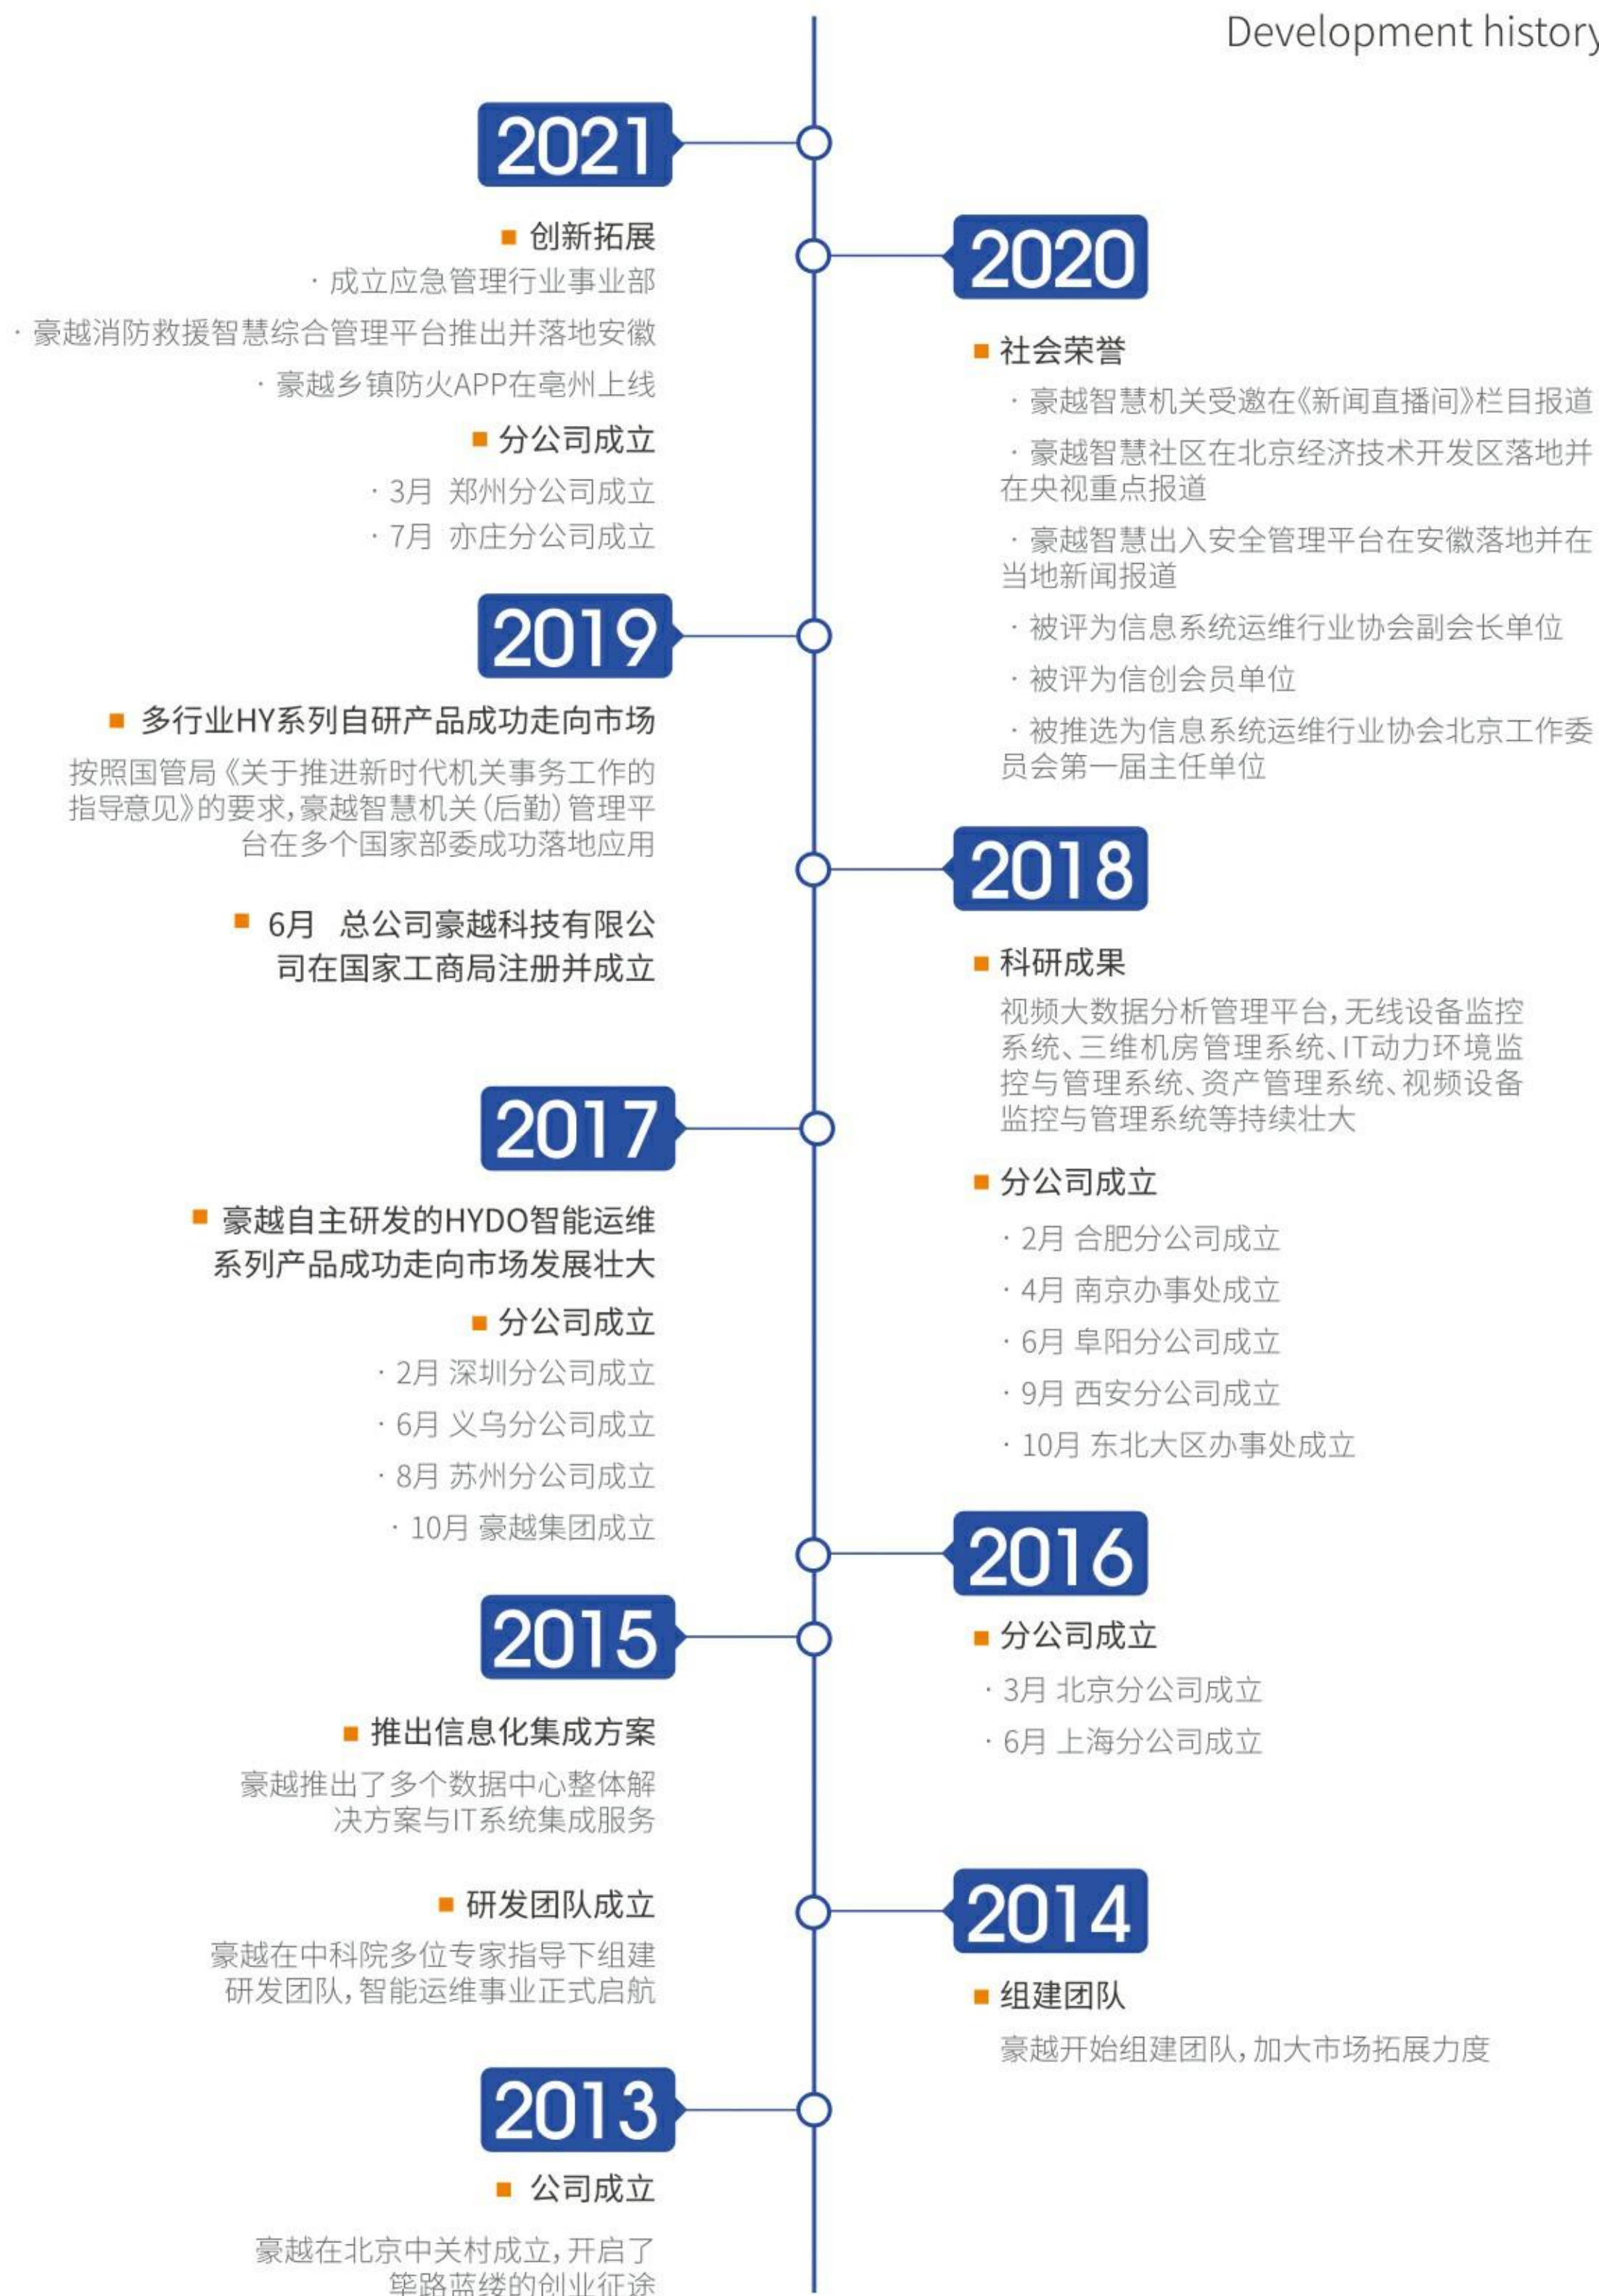 Development history
2021
■ 创新拓展
· 成立应急管理行业事业部
· 豪越消防救援智慧综合管理平台推出并落地安徽
· 豪越乡镇防火APP在亳州上线
■ 分公司成立
· 3月 郑州分公司成立
· 7月 亦庄分公司成立
2020
■ 社会荣誉
· 豪越智慧机关受邀在《新闻直播间》栏目报道
· 豪越智慧社区在北京经济技术开发区落地并
在央视重点报道
· 豪越智慧出入安全管理平台在安徽落地并在
当地新闻报道
· 被评为信息系统运维行业协会副会长单位
· 被评为信创会员单位
· 被推选为信息系统运维行业协会北京工作委
员会第一届主任单位
2019
■ 多行业HY系列自研产品成功走向市场
按照国管局《关于推进新时代机关事务工作的
指导意见》的要求,豪越智慧机关(后勤)管理平
台在多个国家部委成功落地应用
■ 6月 总公司豪越科技有限公
司在国家工商局注册并成立
2018
■ 科研成果
视频大数据分析管理平台,无线设备监控
系统、三维机房管理系统、IT动力环境监
控与管理系统、资产管理系统、视频设备
监控与管理系统等持续壮大
■ 分公司成立
· 2月 合肥分公司成立
· 4月 南京办事处成立
· 6月 阜阳分公司成立
· 9月 西安分公司成立
· 10月 东北大区办事处成立
2017
■ 豪越自主研发的HYDO智能运维
系列产品成功走向市场发展壮大
■ 分公司成立
· 2月 深圳分公司成立
· 6月 义乌分公司成立
· 8月 苏州分公司成立
· 10月 豪越集团成立
2016
■ 分公司成立
· 3月 北京分公司成立
· 6月 上海分公司成立
2015
■ 推出信息化集成方案
豪越推出了多个数据中心整体解
决方案与IT系统集成服务
■ 研发团队成立
豪越在中科院多位专家指导下组建
研发团队,智能运维事业正式启航
2014
■ 组建团队
豪越开始组建团队,加大市场拓展力度
2013
■ 公司成立
豪越在北京中关村成立,开启了
筚路蓝缕的创业征途